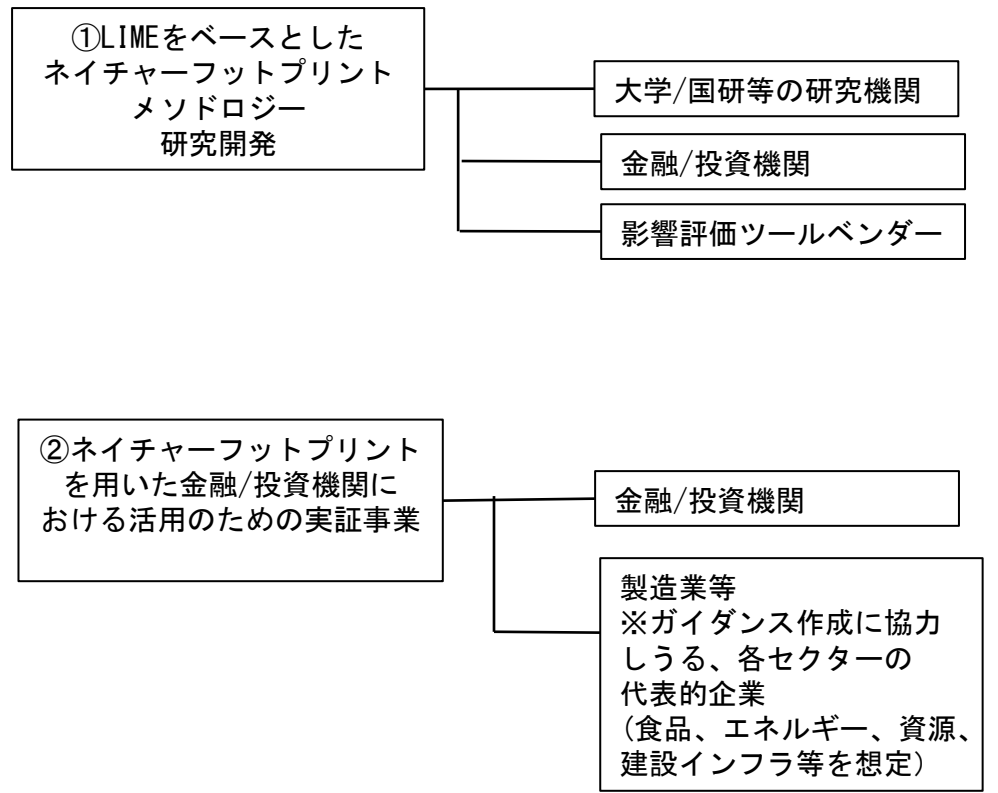 ①LIMEをベースとした
ネイチャーフットプリント
メソドロジー
研究開発
大学/国研等の研究機関
金融/投資機関
影響評価ツールベンダー
②ネイチャーフットプリント
を用いた金融/投資機関に
おける活用のための実証事業
金融/投資機関
製造業等
※ガイダンス作成に協力
しうる、各セクターの
代表的企業
(食品、エネルギー、資源、
建設インフラ等を想定)